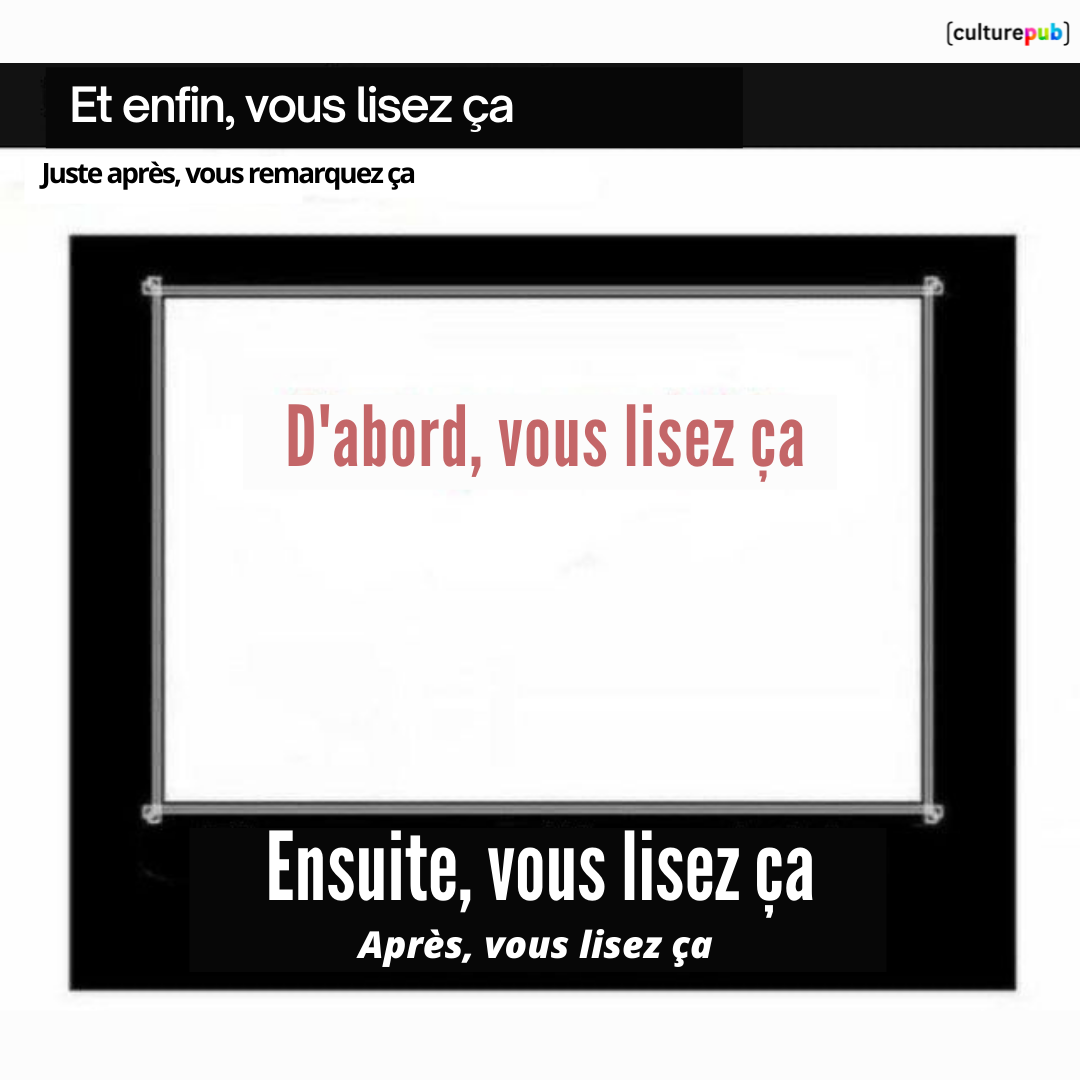 (culturepub)
Et enfin, vous lisez ça
Juste après, vous remarquez ça
D'abord, vous lisez ça
Ensuite, vous lisez ça
Après, vous lisez ça